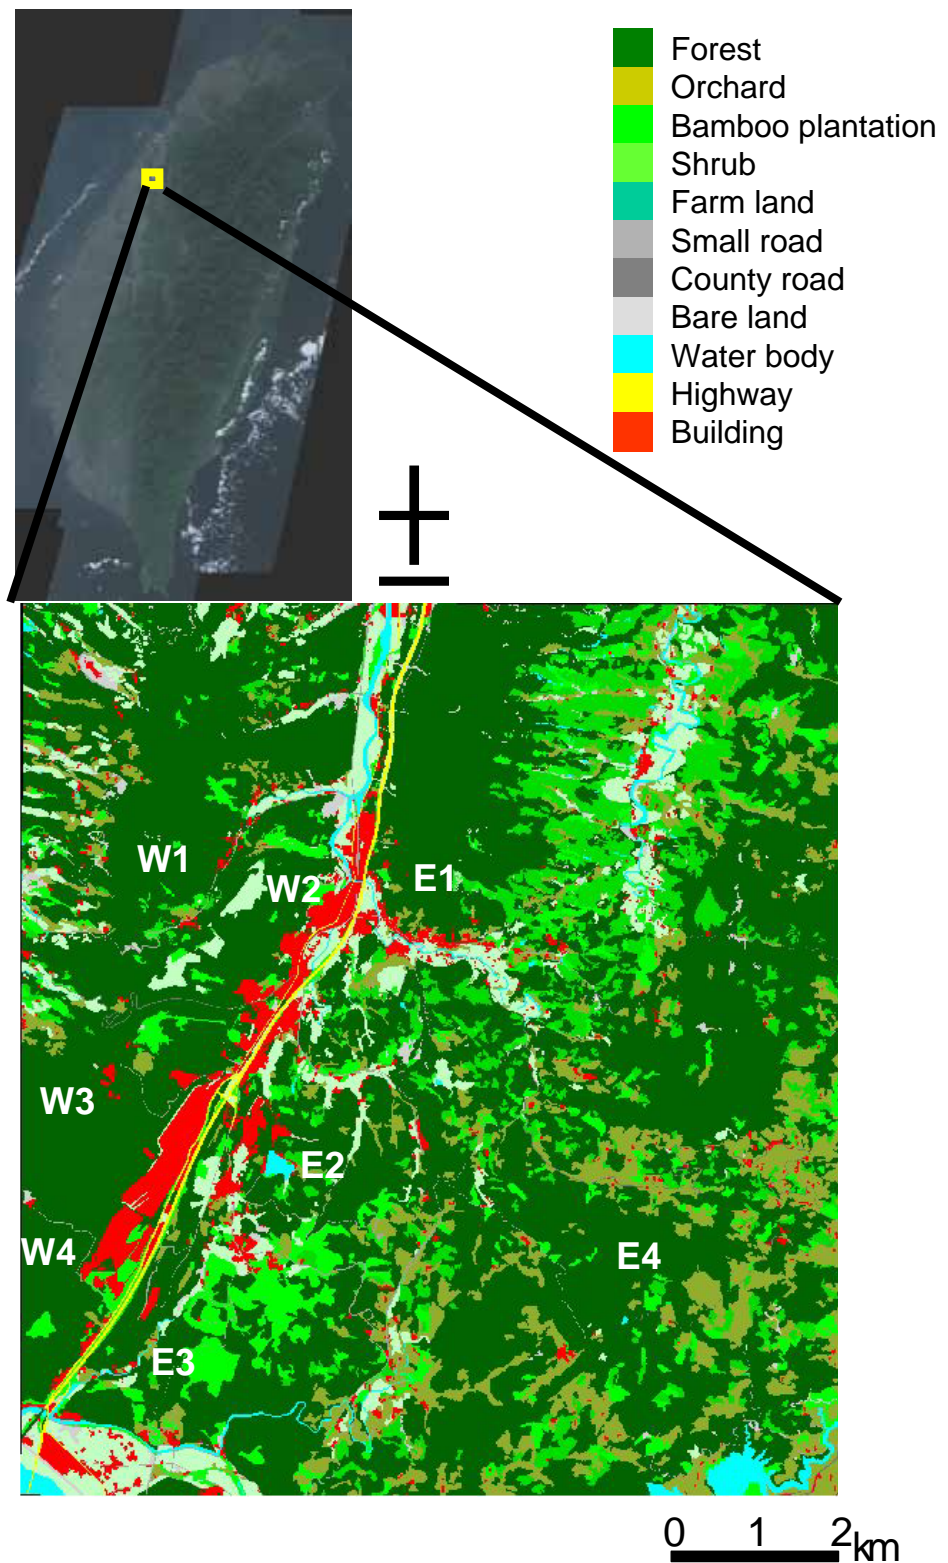 Forest
Orchard
Bamboo plantation
Shrub
Farm land
Small road
County road
Bare land
Water body
Highway
Building
W1
W2
E1
W3
E2
W4
E4
E3
0 1 2 km